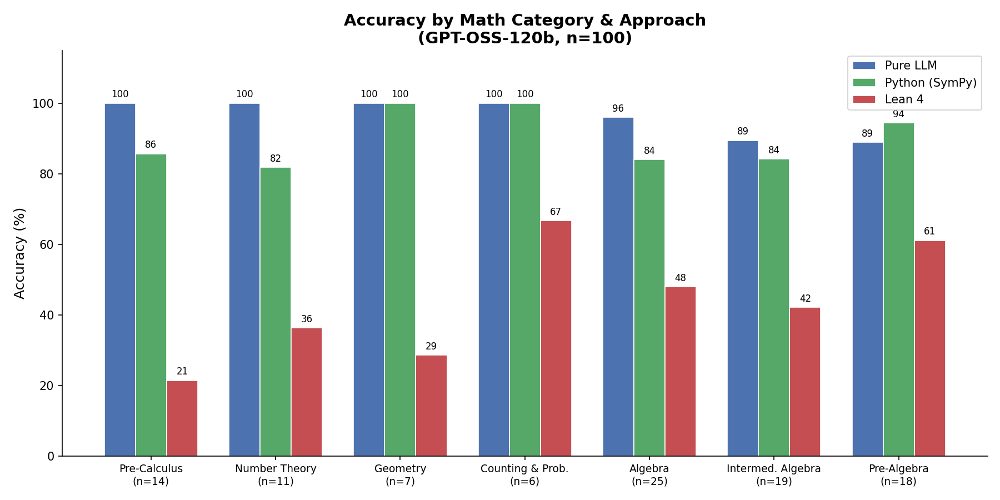 Accuracy by Math Category & Approach
(GPT-OSS-120b, n=100)
Pure LLM
Python (SymPy)
Lean 4
Accuracy (%)
100
80
60
40
20
0
100
86
21
100
82
36
100
100
29
100
100
67
96
84
48
89
84
42
89
94
61
Pre-Calculus
(n=14)
Number Theory
(n=11)
Geometry
(n=7)
Counting & Prob.
(n=6)
Algebra
(n=25)
Intermed. Algebra
(n=19)
Pre-Algebra
(n=18)